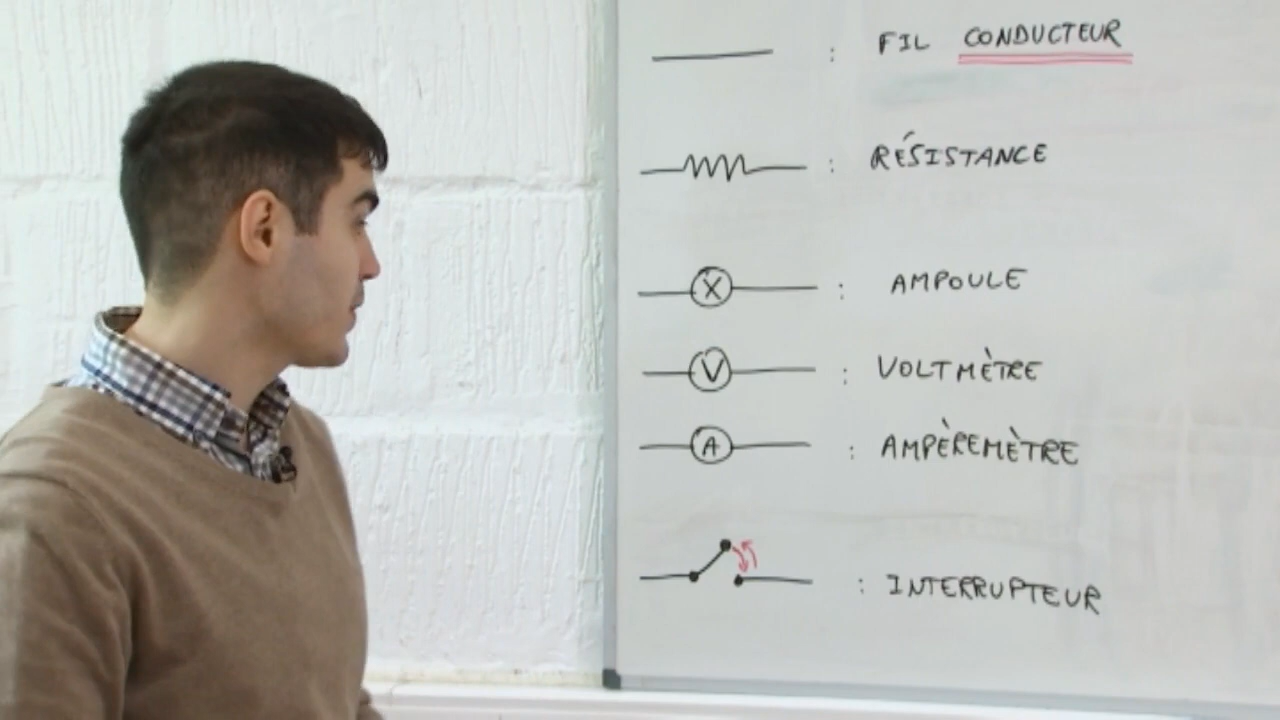 : FIL CONDUCTEUR
: RÉSISTANCE
X : AMPOULE
V : VOLTMÈTRE
A : AMPÈREMÈTRE
: INTERRUPTEUR